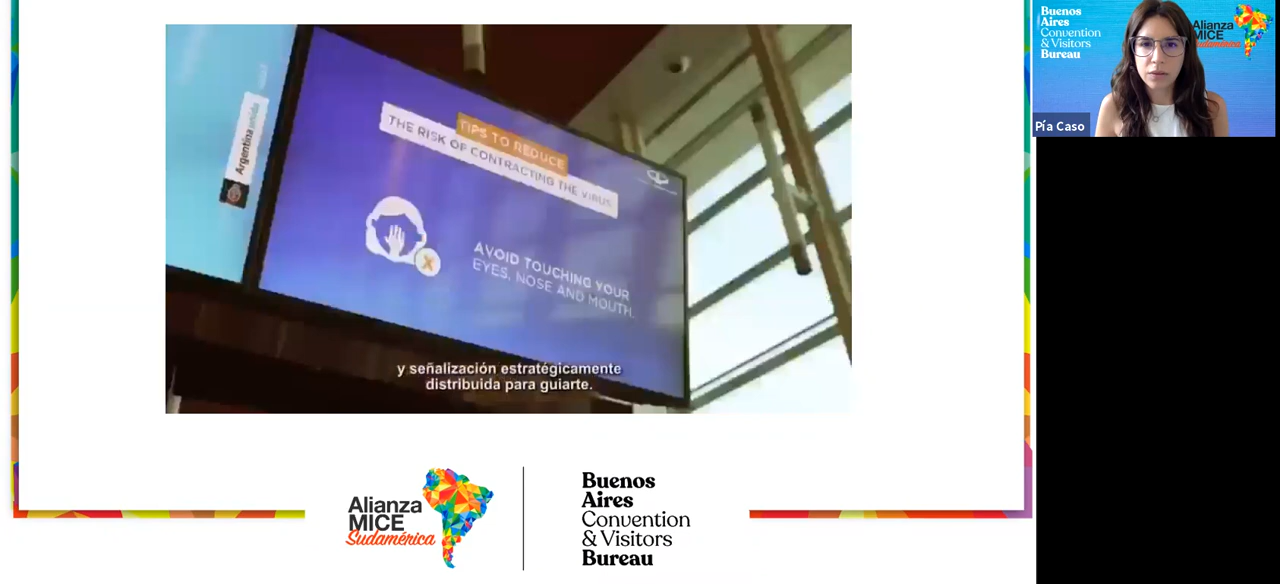 Argentina unida
TIPS TO REDUCE
THE RISK OF CONTRACTING THE VIRUS
AVOID TOUCHING YOUR
EYES, NOSE AND MOUTH.
y señalización estratégicamente
distribuida para guiarte.
Alianza
MICE
Sudamérica
Buenos
Aires
Convention
& Visitors
Bureau
Buenos
Aires
Convention
& Visitors
Bureau
Alianza
MICE
Sudamérica
Pía Caso